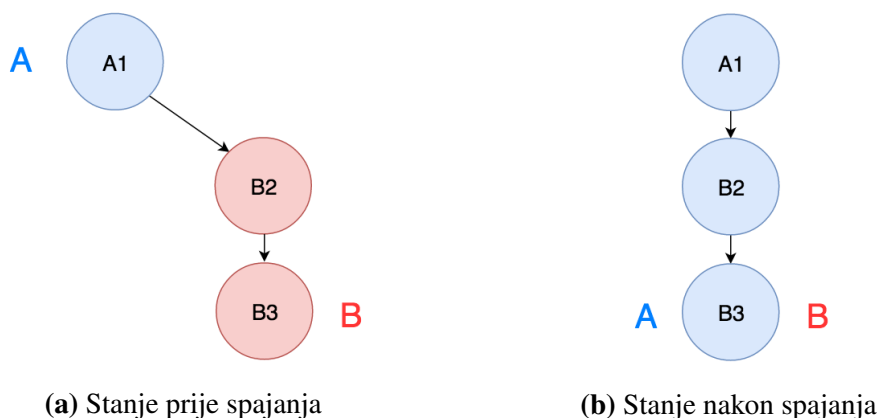 A
A1
B2
B3
B
(a) Stanje prije spajanja
A1
B2
A
B3
B
(b) Stanje nakon spajanja